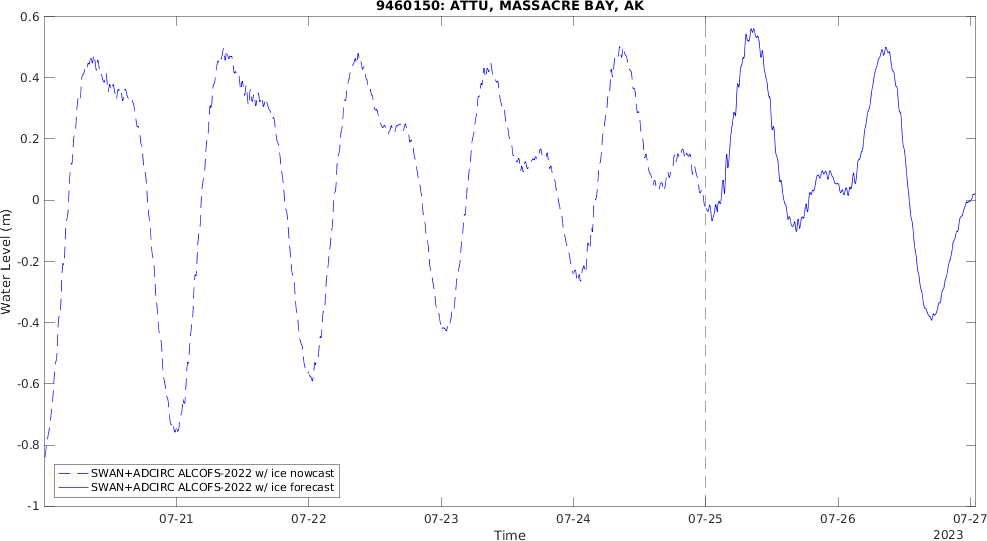 9460150: ATTU, MASSACRE BAY, AK
0.6
0.4
0.2
0
-0.2
-0.4
-0.6
-0.8
-1
Water Level (m)
SWAN+ADCIRC ALCOFS-2022 w/ ice nowcast
SWAN+ADCIRC ALCOFS-2022 w/ ice forecast
07-21 07-22 07-23 07-24 07-25 07-26 07-27
Time
2023